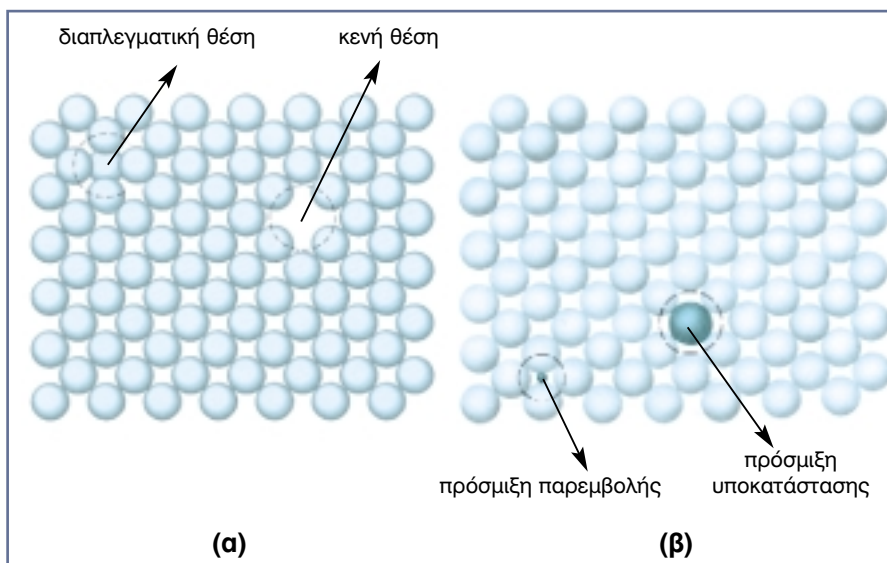 διαπλεγματική θέση
κενή θέση
πρόσμιξη παρεμβολής
πρόσμιξη
υποκατάστασης
(α)
(β)